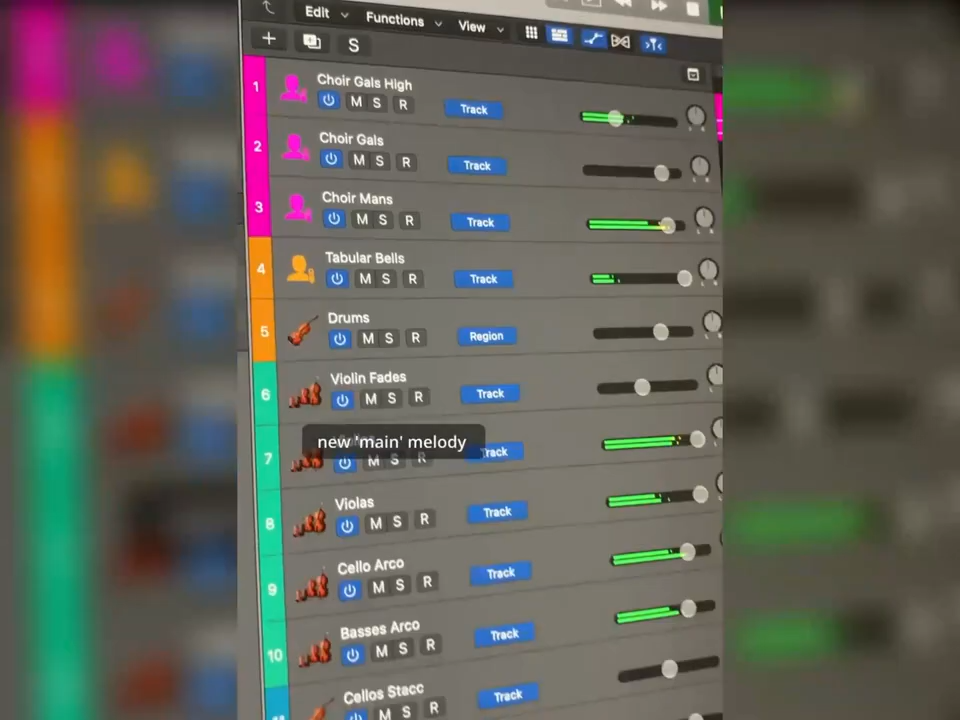 Edit Functions View
S
1 Choir Gals High
M S R Track
2 Choir Gals
M S R Track
3 Choir Mans
M S R Track
4 Tabular Bells
M S R Track
5 Drums
M S R Region
6 Violin Fades
M S R Track
new 'main' melody
7 M S R Track
8 Violas
M S R Track
9 Cello Arco
M S R Track
10 Basses Arco
M S R Track
Cellos Stacc
M S R Track